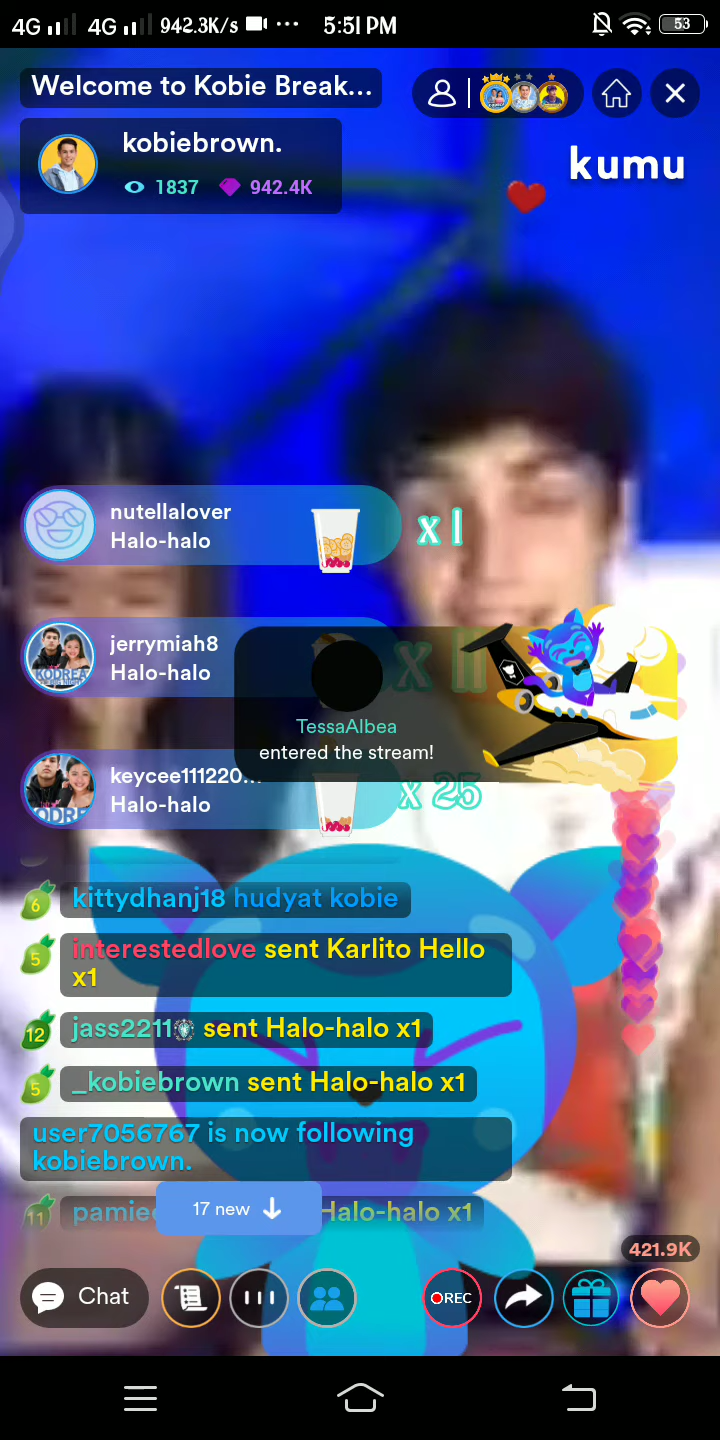 4G 4G 942.3K/s ... 5:51 PM 53
Welcome to Kobie Break...
kobiebrown.
1837 942.4K
kumu
nutellalover
Halo-halo
x 1
jerrymiah8
Halo-halo
x 11
TessaAlbea
entered the stream!
keycee111220...
Halo-halo
x 25
6 kittydhanj18 hudyat kobie
5 interestedlove sent Karlito Hello
x1
12 jass2211 sent Halo-halo x1
5 _kobiebrown sent Halo-halo x1
user7056767 is now following
kobiebrown.
11 Halo-halo x1
17 new
421.9K
Chat
REC